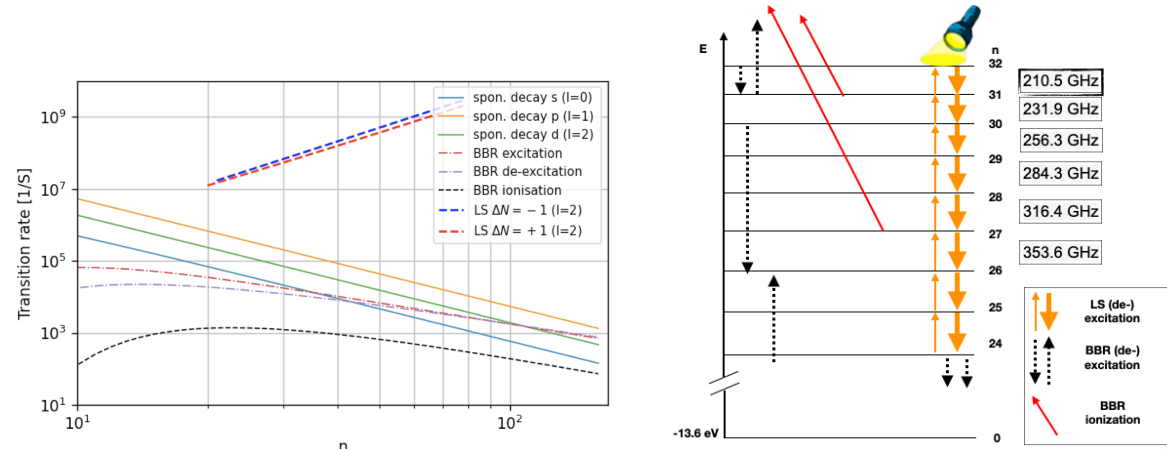 Transition rate [1/S]
10⁹
10⁷
10⁵
10³
10¹
10¹
10²
n
spon. decay s (l=0)
spon. decay p (l=1)
spon. decay d (l=2)
BBR excitation
BBR de-excitation
BBR ionisation
LS ΔN = −1 (l=2)
LS ΔN = +1 (l=2)
E
n
32
31
30
29
28
27
26
25
24
0
-13.6 eV
210.5 GHz
231.9 GHz
256.3 GHz
284.3 GHz
316.4 GHz
353.6 GHz
LS (de-)
excitation
BBR (de-)
excitation
BBR
ionization